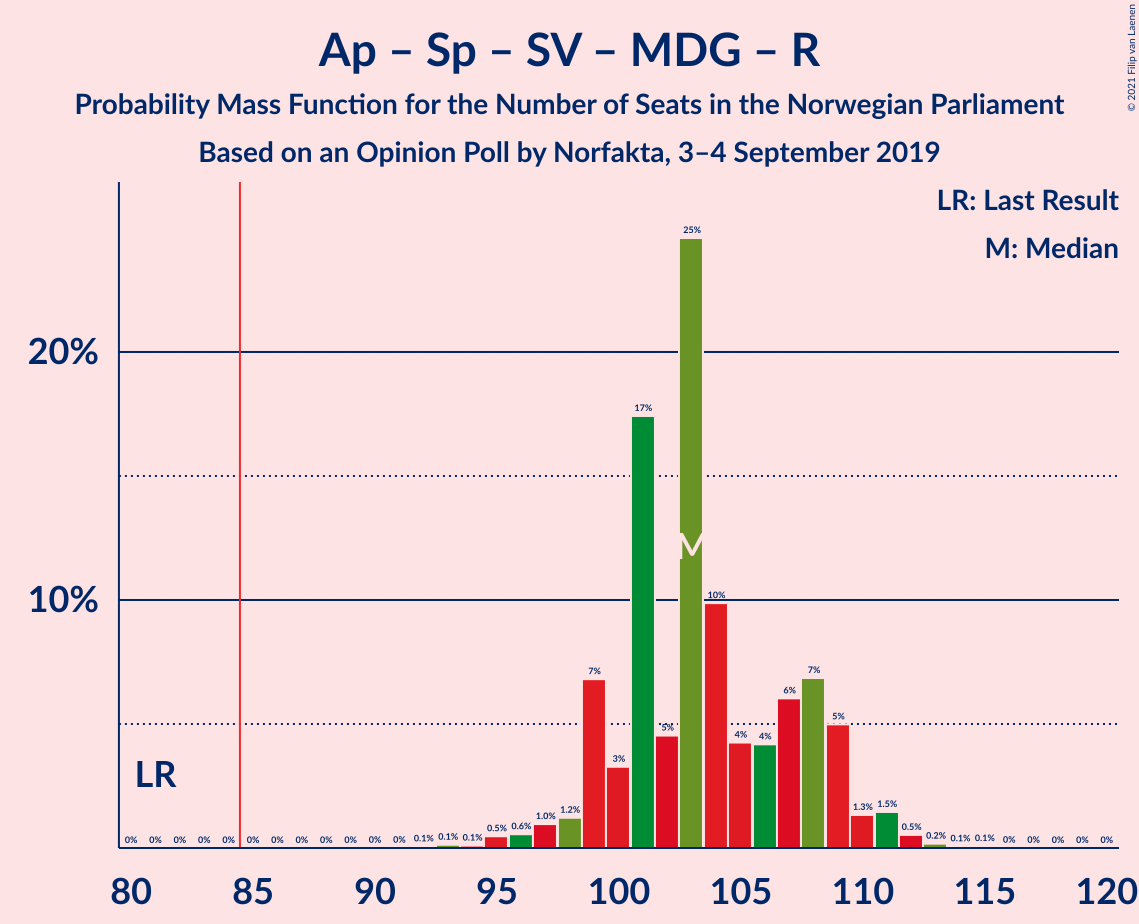 Ap – Sp – SV – MDG – R
Probability Mass Function for the Number of Seats in the Norwegian Parliament
Based on an Opinion Poll by Norfakta, 3–4 September 2019
© 2021 Filip van Laenen
LR: Last Result
M: Median
20%
10%
LR
M
0% 0% 0% 0% 0% 0% 0% 0% 0% 0% 0% 0% 0.1% 0.1% 0.1% 0.5% 0.6% 1.0% 1.2% 7% 3% 17% 5% 25% 10% 4% 4% 6% 7% 5% 1.3% 1.5% 0.5% 0.2% 0.1% 0.1% 0% 0% 0% 0% 0%
80 85 90 95 100 105 110 115 120